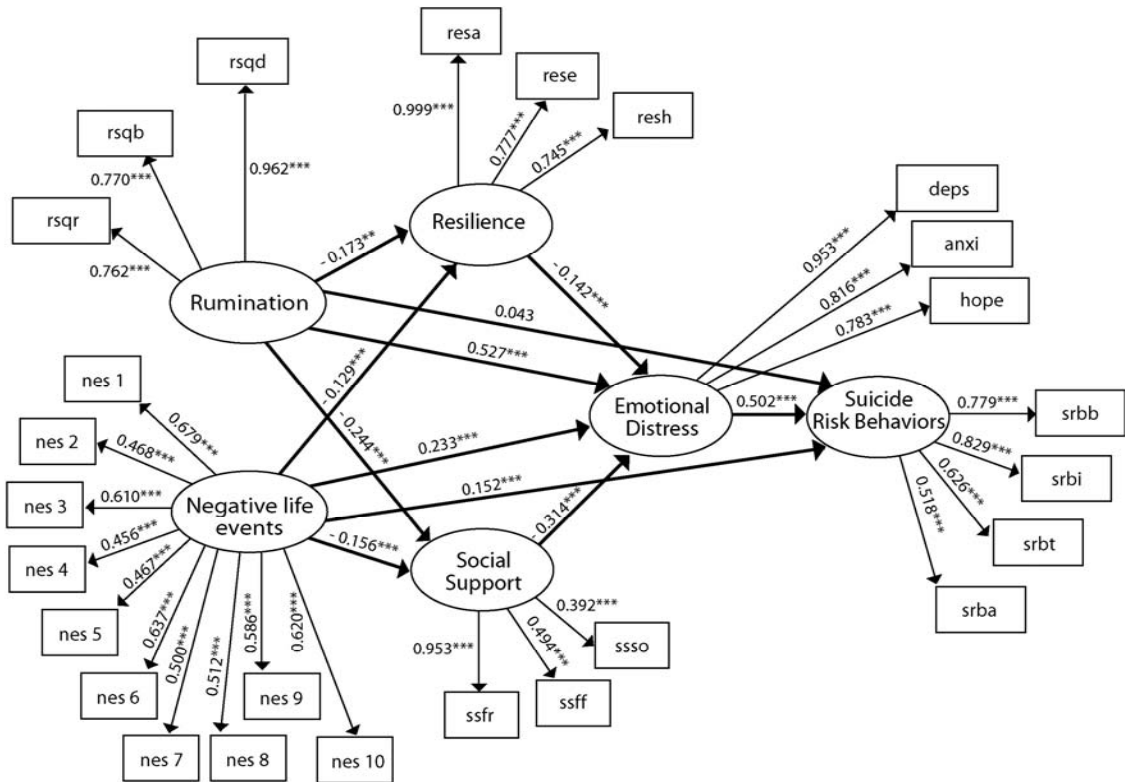 resa
rsqd
rese
0.999***
resh
rsqb
0.777***
0.745***
0.962***
0.770***
deps
rsqr
Resilience
anxi
0.953***
- 0.173**
0.762***
0.816***
- 0.142***
hope
Rumination
0.043
0.783***
0.527***
nes 1
- 0.129***
Emotional
Distress
0.502***
Suicide
Risk Behaviors
0.779***
srbb
0.679***
- 0.244***
nes 2
0.468***
0.233***
0.829***
srbi
nes 3
0.610***
Negative life
events
0.152***
0.626***
0.518***
- 0.314***
nes 4
0.456***
- 0.156***
srbt
0.467***
Social
Support
nes 5
0.392***
srba
0.637***
0.500***
0.512***
0.586***
0.620***
0.953***
0.494***
ssso
nes 6
nes 9
ssfr
ssff
nes 7
nes 8
nes 10